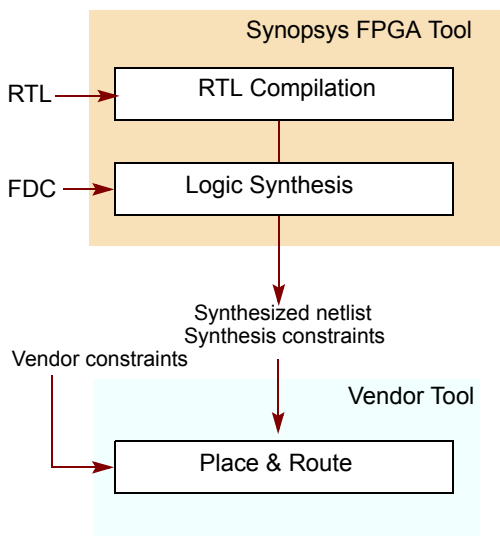 Synopsys FPGA Tool
RTL
RTL Compilation
FDC
Logic Synthesis
Synthesized netlist
Synthesis constraints
Vendor constraints
Vendor Tool
Place & Route